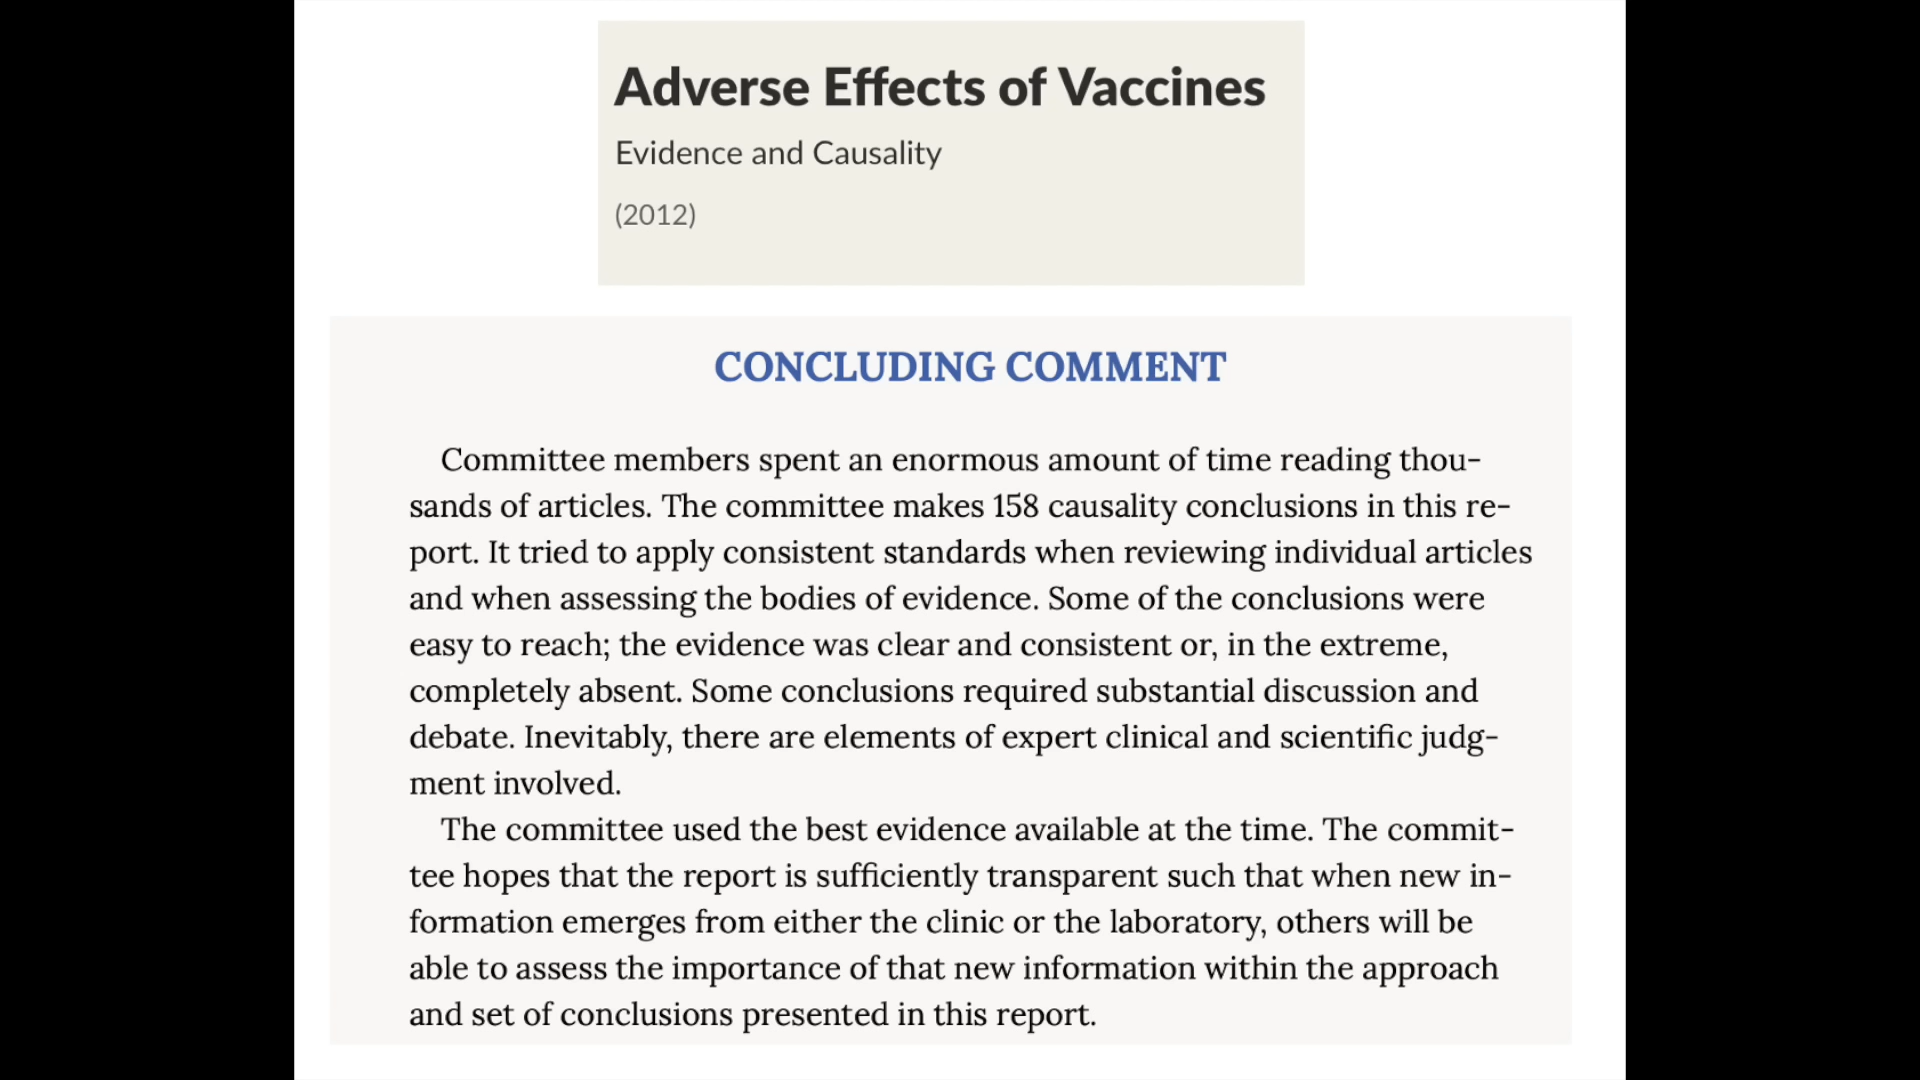 Adverse Effects of Vaccines
Evidence and Causality
(2012)
CONCLUDING COMMENT
Committee members spent an enormous amount of time reading thou-
sands of articles. The committee makes 158 causality conclusions in this re-
port. It tried to apply consistent standards when reviewing individual articles
and when assessing the bodies of evidence. Some of the conclusions were
easy to reach; the evidence was clear and consistent or, in the extreme,
completely absent. Some conclusions required substantial discussion and
debate. Inevitably, there are elements of expert clinical and scientific judg-
ment involved.
The committee used the best evidence available at the time. The commit-
tee hopes that the report is sufficiently transparent such that when new in-
formation emerges from either the clinic or the laboratory, others will be
able to assess the importance of that new information within the approach
and set of conclusions presented in this report.